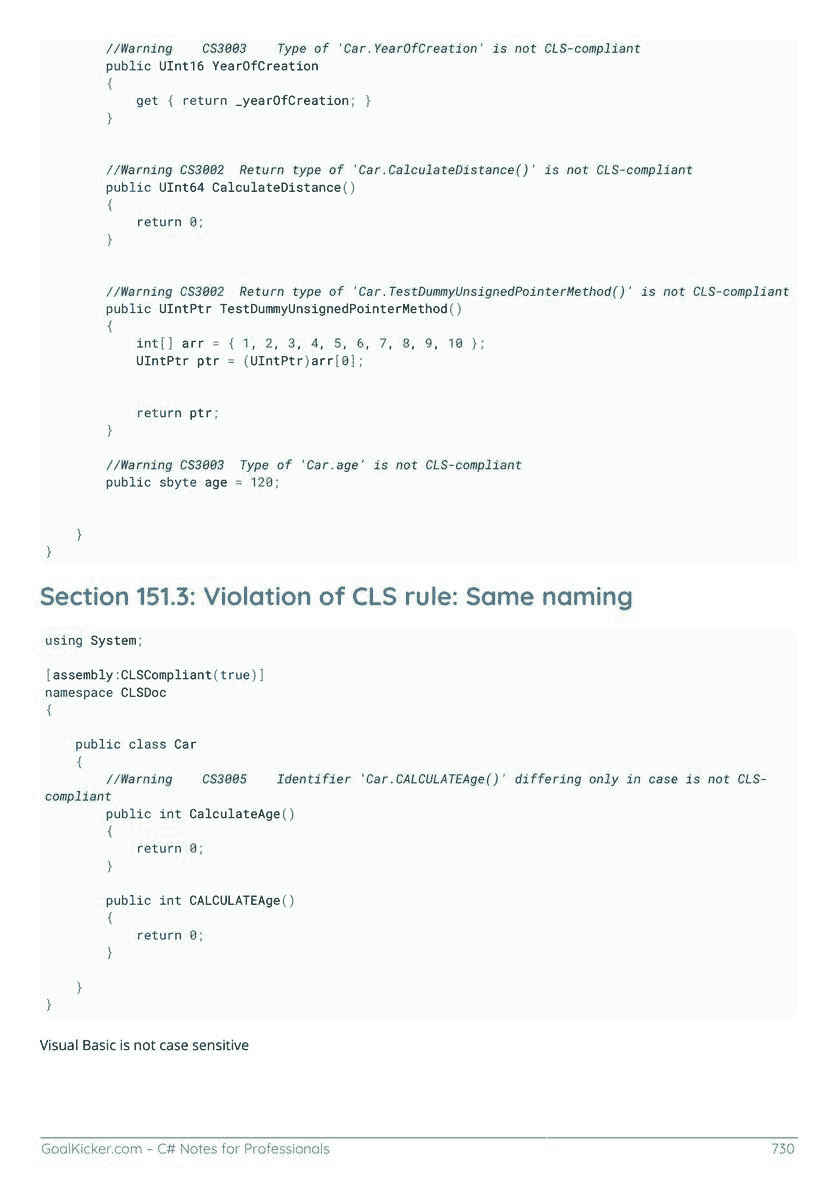 //Warning    CS3003    Type of 'Car.YearOfCreation' is not CLS-compliant
public UInt16 YearOfCreation
{
get { return _yearOfCreation; }
}
//Warning CS3002  Return type of 'Car.CalculateDistance()' is not CLS-compliant
public UInt64 CalculateDistance()
{
return 0;
}
//Warning CS3002  Return type of 'Car.TestDummyUnsignedPointerMethod()' is not CLS-compliant
public UIntPtr TestDummyUnsignedPointerMethod()
{
int[] arr = { 1, 2, 3, 4, 5, 6, 7, 8, 9, 10 };
UIntPtr ptr = (UIntPtr)arr[0];
return ptr;
}
//Warning CS3003  Type of 'Car.age' is not CLS-compliant
public sbyte age = 120;
}
}
Section 151.3: Violation of CLS rule: Same naming
using System;
[assembly:CLSCompliant(true)]
namespace CLSDoc
{
public class Car
{
//Warning    CS3005    Identifier 'Car.CALCULATEAge()' differing only in case is not CLS-
compliant
public int CalculateAge()
{
return 0;
}
public int CALCULATEAge()
{
return 0;
}
}
}
Visual Basic is not case sensitive
GoalKicker.com – C# Notes for Professionals 730